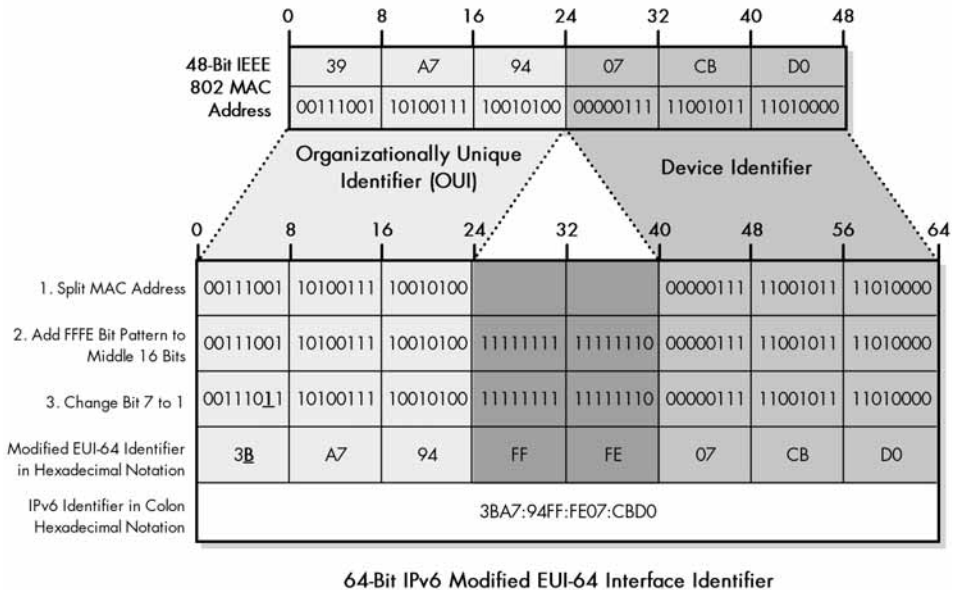 0 8 16 24 32 40 48
48-Bit IEEE
802 MAC
Address
39 A7 94 07 CB D0
00111001 10100111 10010100 00000111 11001011 11010000
Organizationally Unique
Identifier (OUI)
Device Identifier
0 8 16 24 32 40 48 56 64
1. Split MAC Address
00111001 10100111 10010100 00000111 11001011 11010000
2. Add FFFE Bit Pattern to
Middle 16 Bits
00111001 10100111 10010100 11111111 11111110 00000111 11001011 11010000
3. Change Bit 7 to 1
00111011 10100111 10010100 11111111 11111110 00000111 11001011 11010000
Modified EUI-64 Identifier
in Hexadecimal Notation
3B A7 94 FF FE 07 CB D0
IPv6 Identifier in Colon
Hexadecimal Notation
3BA7:94FF:FE07:CBD0
64-Bit IPv6 Modified EUI-64 Interface Identifier